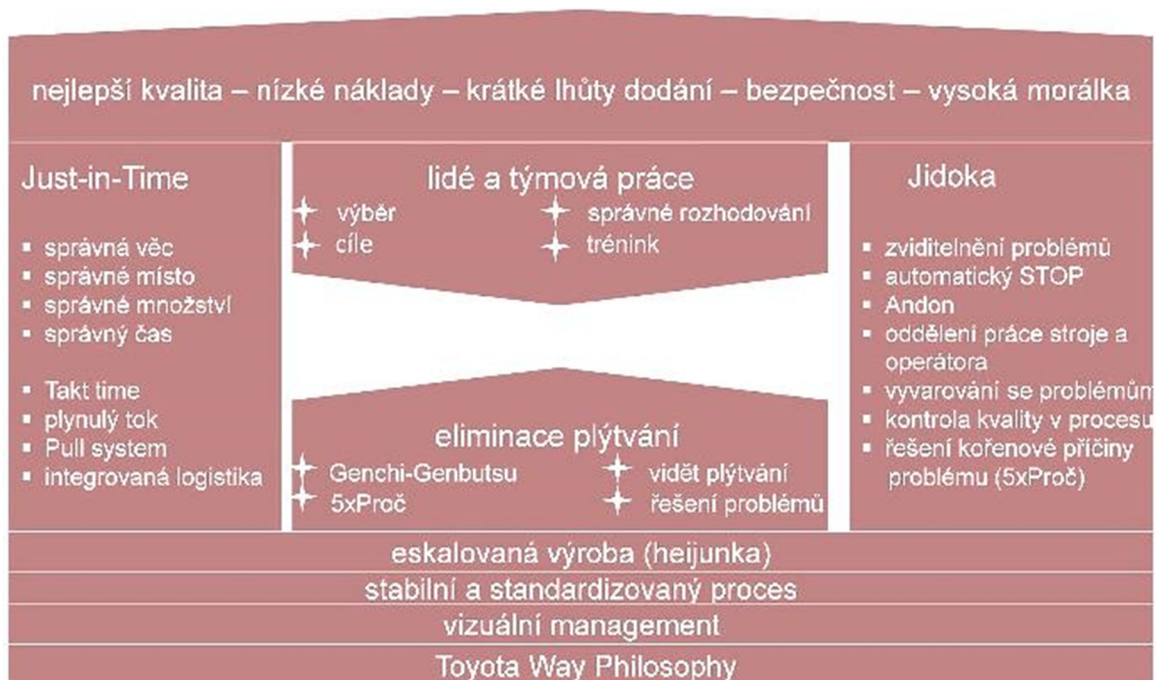 nejlepší kvalita – nízké náklady – krátké lhůty dodání – bezpečnost – vysoká morálka
Just-in-Time
▪ správná věc
▪ správné místo
▪ správné množství
▪ správný čas
▪ Takt time
▪ plynulý tok
▪ Pull system
▪ integrovaná logistika
lidé a týmová práce
výběr
správné rozhodování
cíle
trénink
eliminace plýtvání
Genchi-Genbutsu
vidět plýtvání
5xProč
řešení problémů
Jidoka
▪ zviditelnění problémů
▪ automatický STOP
▪ Andon
▪ oddělení práce stroje a
operátora
▪ vyvarování se problémům
▪ kontrola kvality v procesu
▪ řešení kořenové příčiny
problému (5xProč)
eskalovaná výroba (heijunka)
stabilní a standardizovaný proces
vizuální management
Toyota Way Philosophy